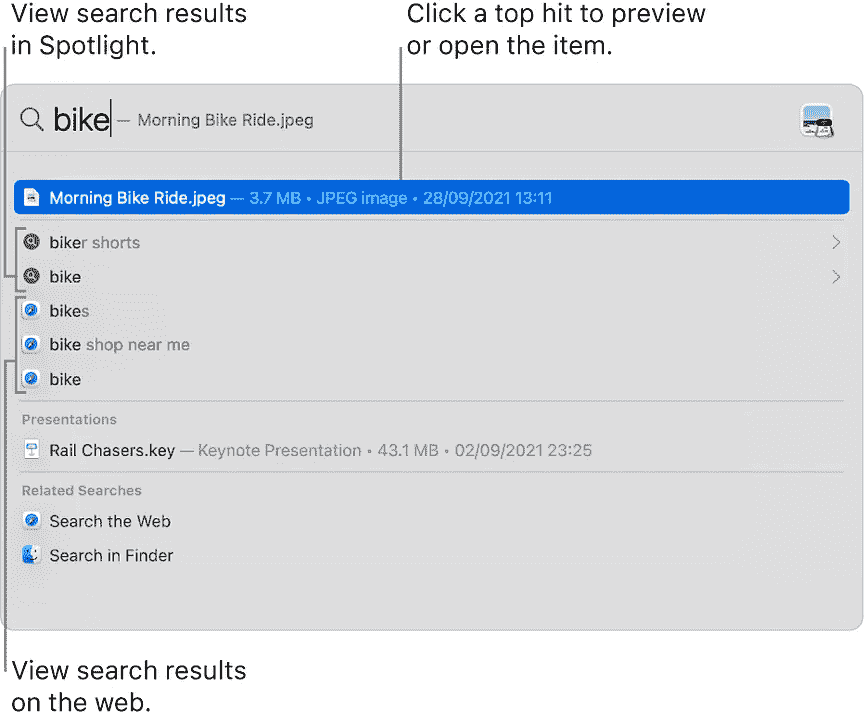 View search results
in Spotlight.
Click a top hit to preview
or open the item.
bike — Morning Bike Ride.jpeg
Morning Bike Ride.jpeg — 3.7 MB • JPEG image • 28/09/2021 13:11
biker shorts
bike
bikes
bike shop near me
bike
Presentations
Rail Chasers.key — Keynote Presentation • 43.1 MB • 02/09/2021 23:25
Related Searches
Search the Web
Search in Finder
View search results
on the web.